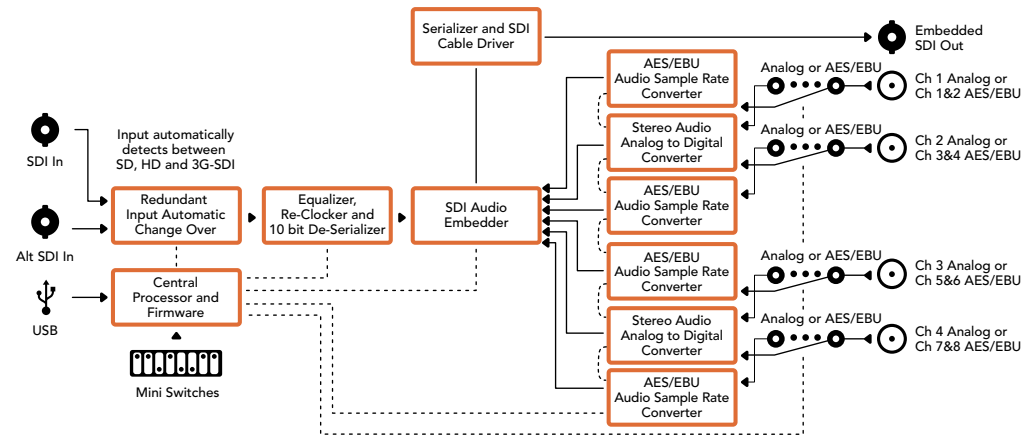 Serializer and SDI
Cable Driver
Embedded
SDI Out
AES/EBU
Audio Sample Rate
Converter
Analog or AES/EBU
Ch 1 Analog or
Ch 1&2 AES/EBU
SDI In
Input automatically
detects between
SD, HD and 3G-SDI
Stereo Audio
Analog to Digital
Converter
Analog or AES/EBU
Ch 2 Analog or
Ch 3&4 AES/EBU
Alt SDI In
Redundant
Input Automatic
Change Over
Equalizer,
Re-Clocker and
10 bit De-Serializer
SDI Audio
Embedder
AES/EBU
Audio Sample Rate
Converter
USB
Central
Processor and
Firmware
AES/EBU
Audio Sample Rate
Converter
Analog or AES/EBU
Ch 3 Analog or
Ch 5&6 AES/EBU
Stereo Audio
Analog to Digital
Converter
Analog or AES/EBU
Ch 4 Analog or
Ch 7&8 AES/EBU
Mini Switches
AES/EBU
Audio Sample Rate
Converter